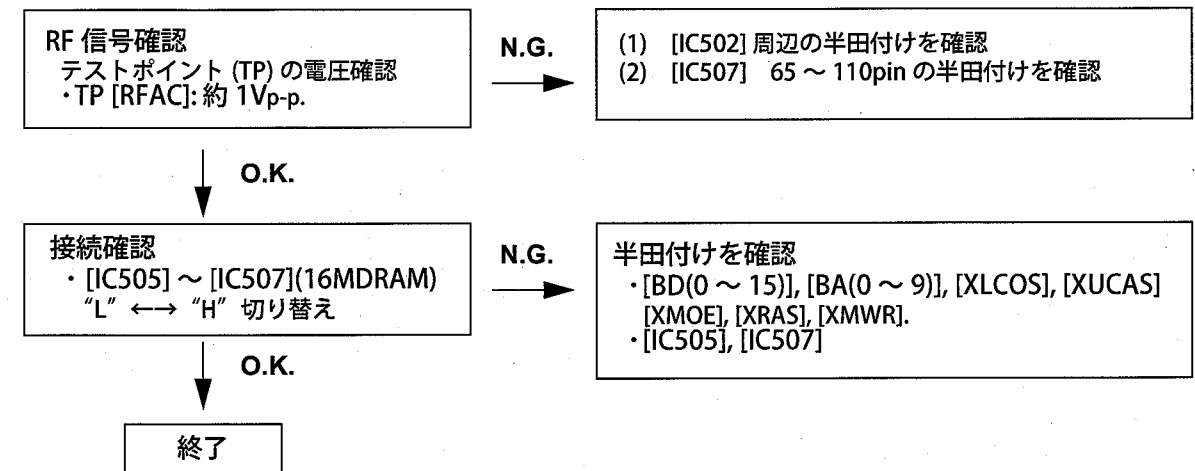 RF 信号確認
テストポイント (TP) の電圧確認
・TP [RFAC]: 約 1Vp-p.
N.G.
(1) [IC502] 周辺の半田付けを確認
(2) [IC507] 65 ～ 110pin の半田付けを確認
O.K.
接続確認
・ [IC505] ～ [IC507](16MDRAM)
“L” ←→ “H” 切り替え
N.G.
半田付けを確認
・[BD(0 ～ 15)], [BA(0 ～ 9)], [XLCOS], [XUCAS]
[XMOE], [XRAS], [XMWR].
・[IC505], [IC507]
O.K.
終了